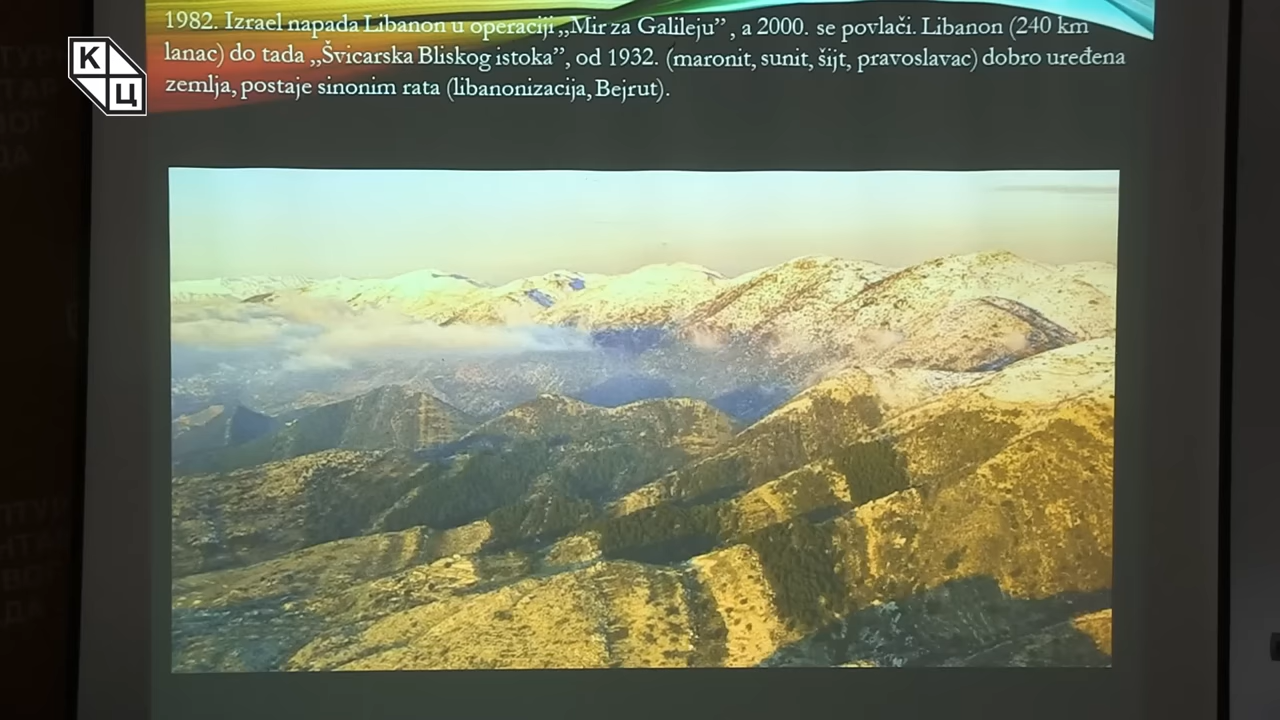 1982. Izrael napada Libanon u operaciji „Mir za Galileju”, a 2000. se povlači. Libanon (240 km
lanac) do tada „Švicarska Bliskog istoka”, od 1932. (maronit, sunit, šijt, pravoslavac) dobro uređena
zemlja, postaje sinonim rata (libanonizacija, Bejrut).
К
Ц